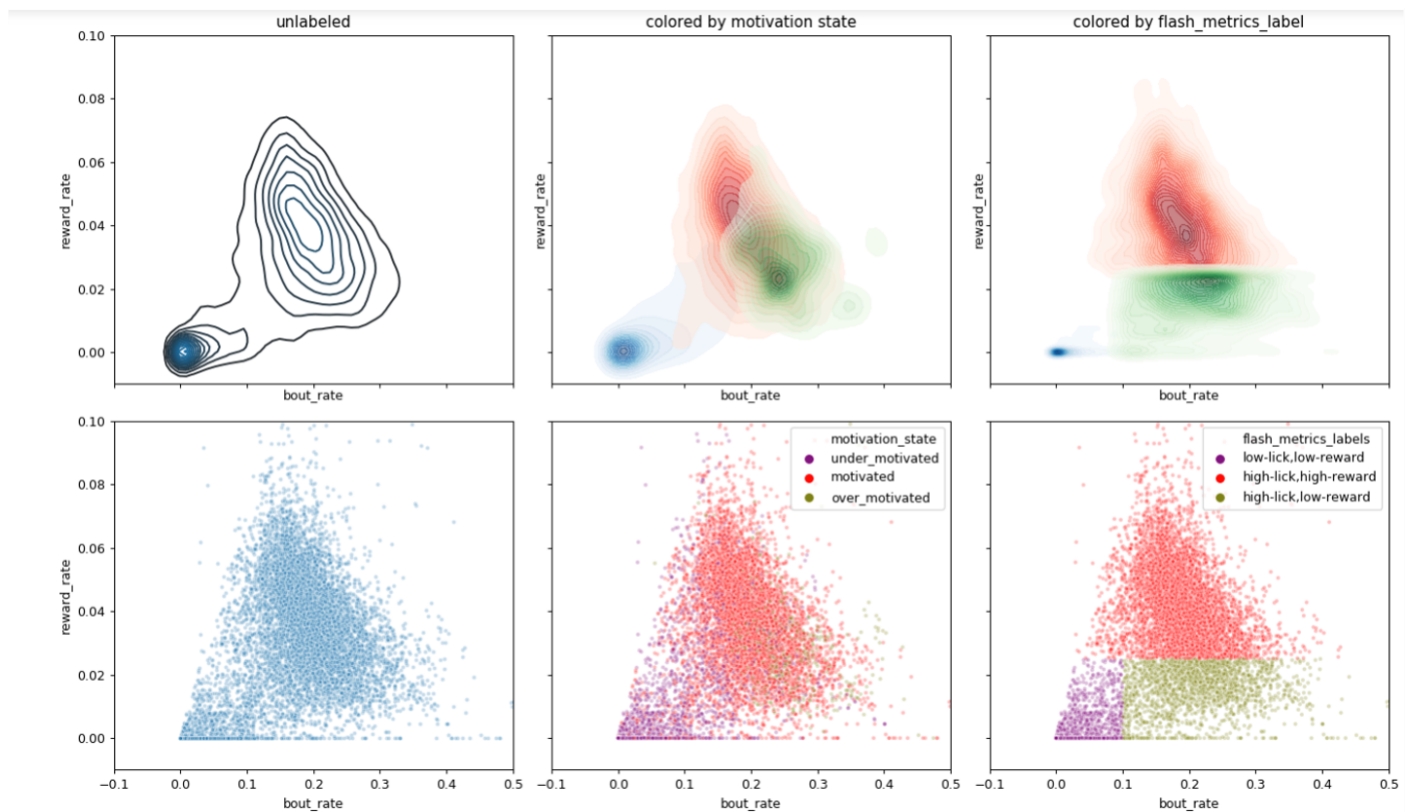 unlabeled
colored by motivation state
colored by flash_metrics_label
0.10
0.08
0.06
0.04
0.02
0.00
reward_rate
reward_rate
reward_rate
bout_rate
bout_rate
bout_rate
0.10
0.08
0.06
0.04
0.02
0.00
reward_rate
motivation_state
under_motivated
motivated
over_motivated
flash_metrics_labels
low-lick,low-reward
high-lick,high-reward
high-lick,low-reward
−0.1 0.0 0.1 0.2 0.3 0.4 0.5
−0.1 0.0 0.1 0.2 0.3 0.4 0.5
−0.1 0.0 0.1 0.2 0.3 0.4 0.5
bout_rate
bout_rate
bout_rate